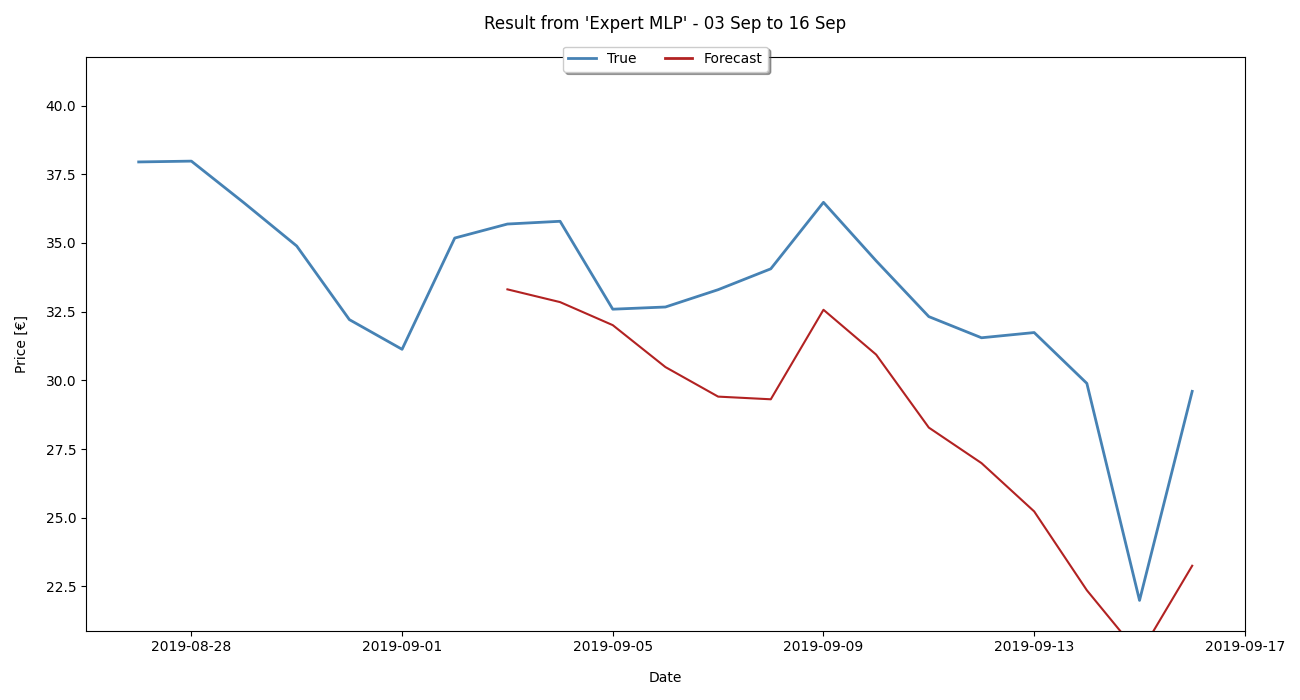 Result from 'Expert MLP' - 03 Sep to 16 Sep
True Forecast
40.0
37.5
35.0
32.5
30.0
27.5
25.0
22.5
Price [€]
2019-08-28 2019-09-01 2019-09-05 2019-09-09 2019-09-13 2019-09-17
Date